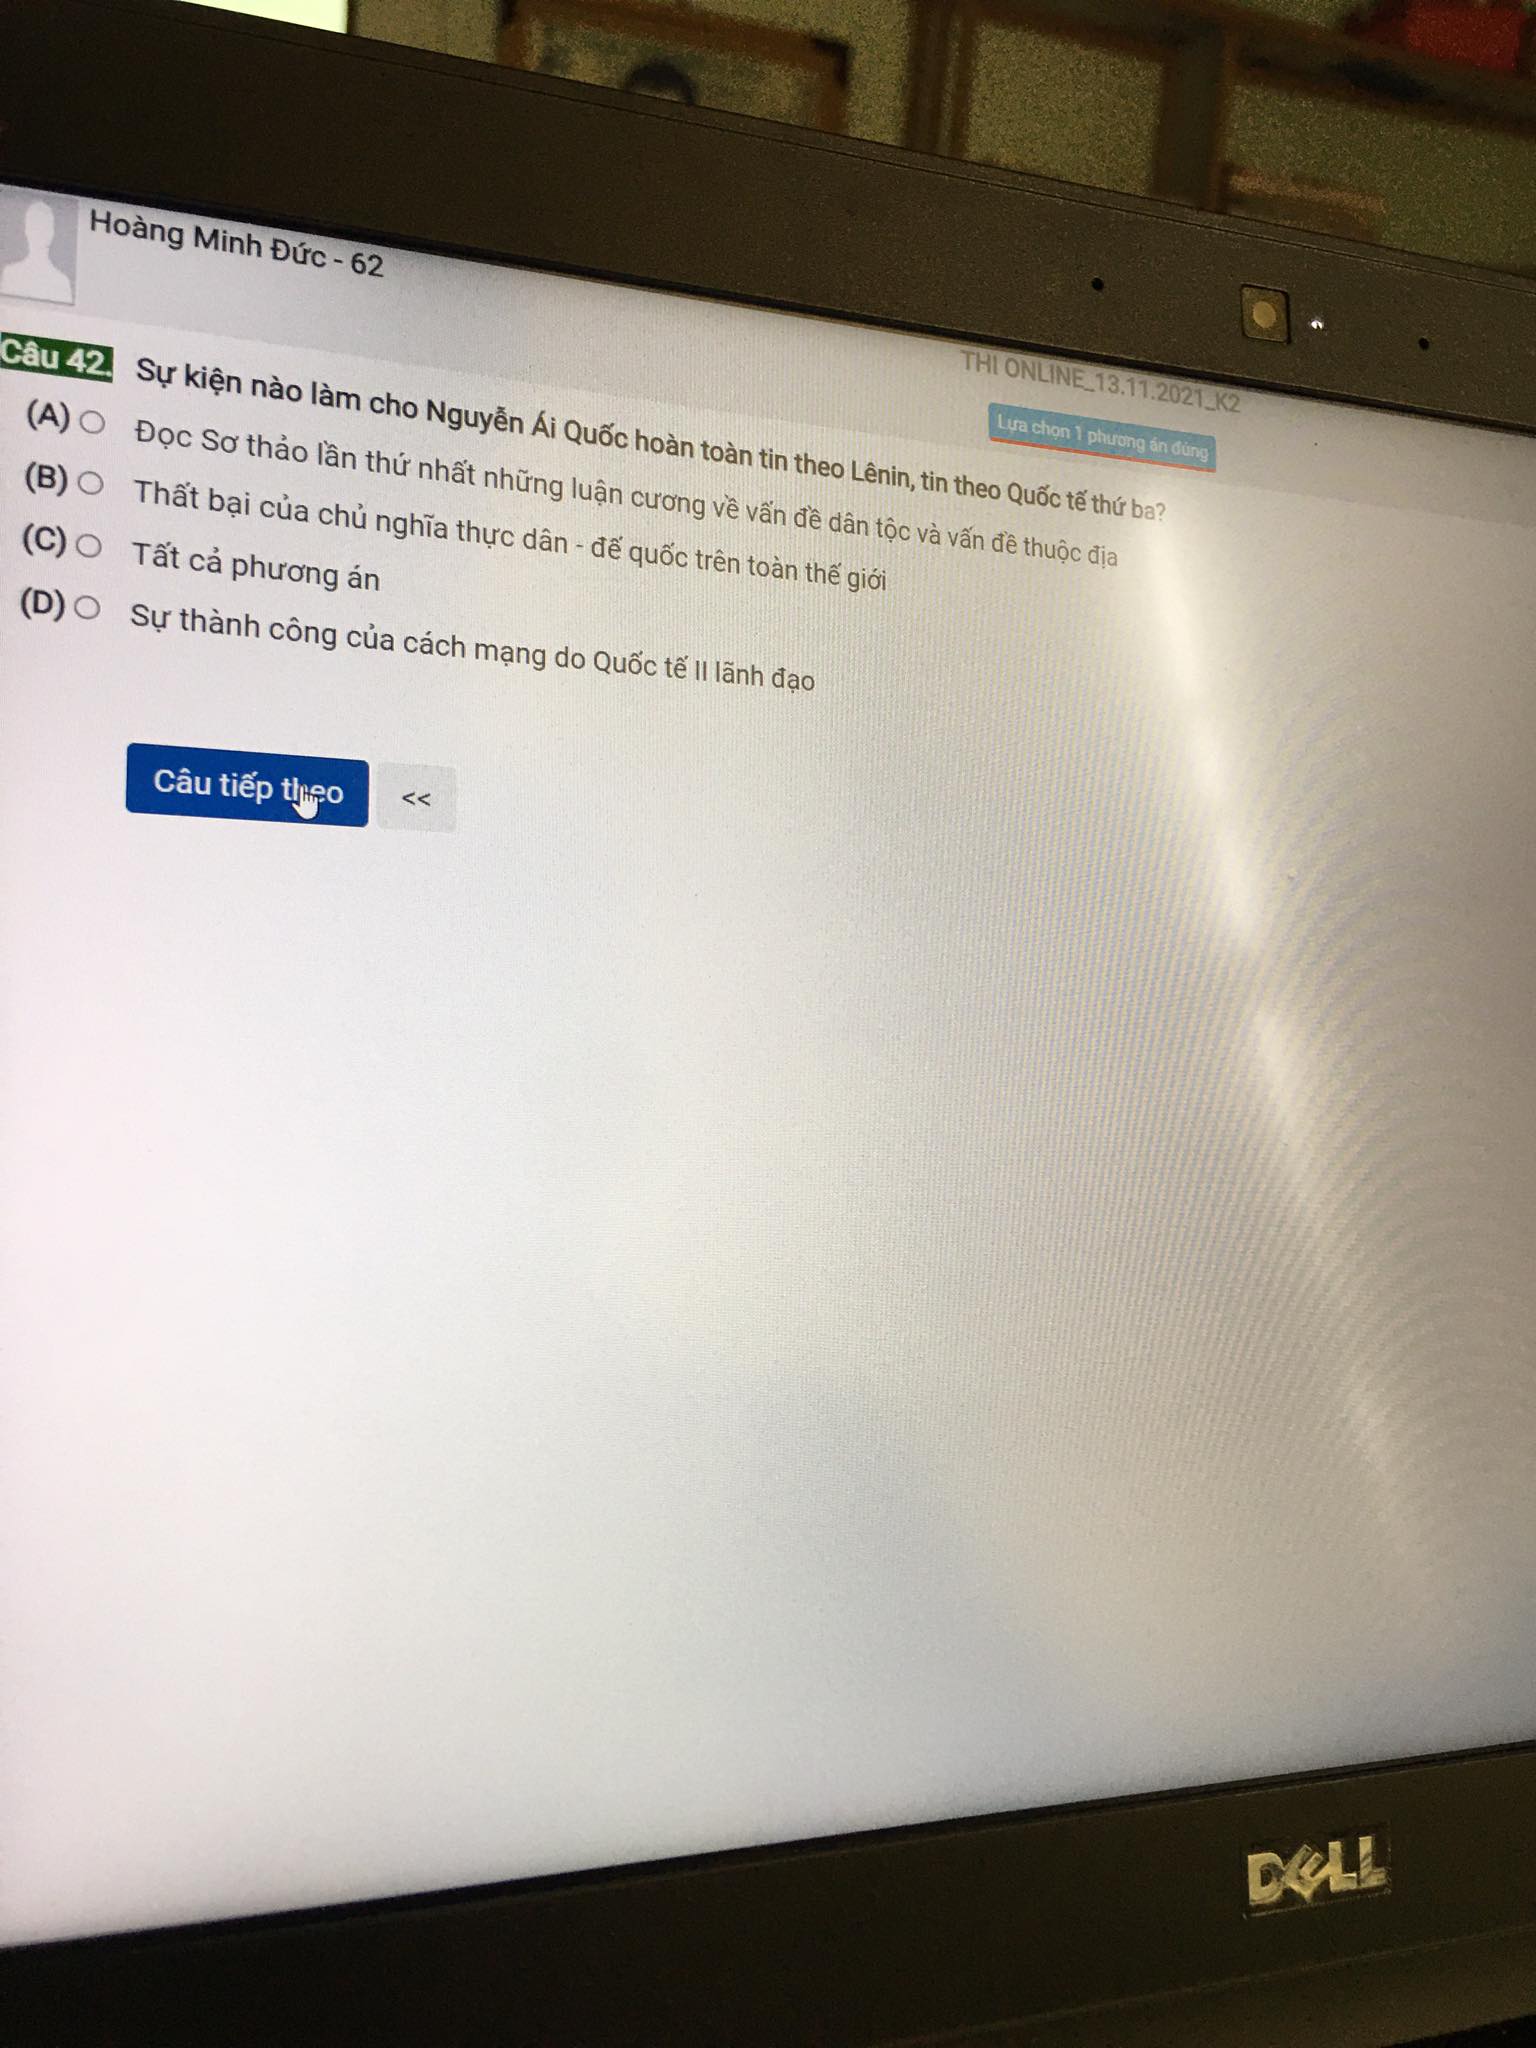 Hoàng Minh Đức - 62
THI ONLINE_13.11.2021_K2
Lựa chọn 1 phương án đúng
Câu 42. Sự kiện nào làm cho Nguyễn Ái Quốc hoàn toàn tin theo Lênin, tin theo Quốc tế thứ ba?
(A) Đọc Sơ thảo lần thứ nhất những luận cương về vấn đề dân tộc và vấn đề thuộc địa
(B) Thất bại của chủ nghĩa thực dân - đế quốc trên toàn thế giới
(C) Tất cả phương án
(D) Sự thành công của cách mạng do Quốc tế II lãnh đạo
Câu tiếp theo <<
DELL